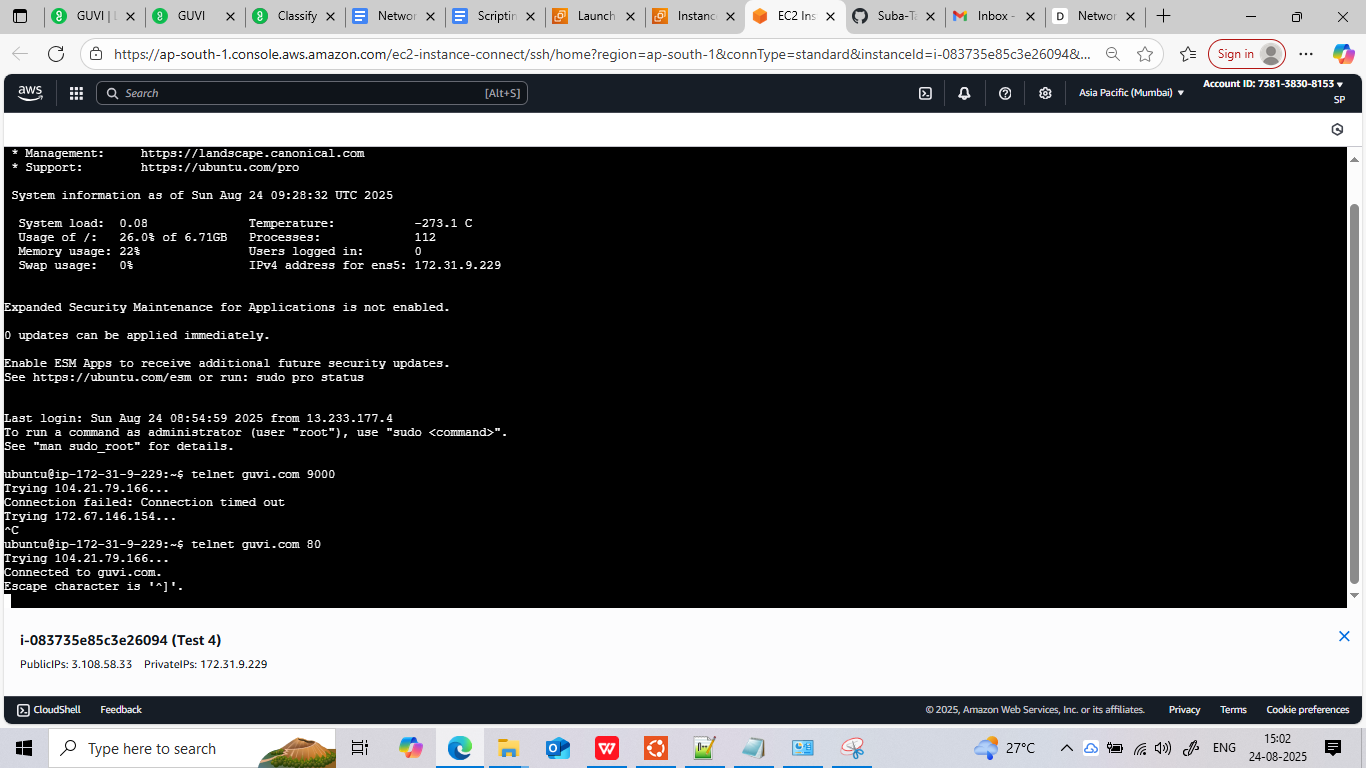 GUVI | L
GUVI
Classify
Networ
Scriptin
Launch
Instanc
EC2 Ins
Suba-Ta
Inbox -
Networ
https://ap-south-1.console.aws.amazon.com/ec2-instance-connect/ssh/home?region=ap-south-1&connType=standard&instanceId=i-083735e85c3e26094&...
Sign in
aws
Search [Alt+S]
Asia Pacific (Mumbai)
Account ID: 7381-3830-8153
SP
* Management: https://landscape.canonical.com
* Support: https://ubuntu.com/pro
System information as of Sun Aug 24 09:28:32 UTC 2025
System load: 0.08 Temperature: -273.1 C
Usage of /: 26.0% of 6.71GB Processes: 112
Memory usage: 22% Users logged in: 0
Swap usage: 0% IPv4 address for ens5: 172.31.9.229
Expanded Security Maintenance for Applications is not enabled.
0 updates can be applied immediately.
Enable ESM Apps to receive additional future security updates.
See https://ubuntu.com/esm or run: sudo pro status
Last login: Sun Aug 24 08:54:59 2025 from 13.233.177.4
To run a command as administrator (user "root"), use "sudo <command>".
See "man sudo_root" for details.
ubuntu@ip-172-31-9-229:~$ telnet guvi.com 9000
Trying 104.21.79.166...
Connection failed: Connection timed out
Trying 172.67.146.154...
^C
ubuntu@ip-172-31-9-229:~$ telnet guvi.com 80
Trying 104.21.79.166...
Connected to guvi.com.
Escape character is '^]'.
i-083735e85c3e26094 (Test 4)
PublicIPs: 3.108.58.33 PrivateIPs: 172.31.9.229
CloudShell Feedback © 2025, Amazon Web Services, Inc. or its affiliates. Privacy Terms Cookie preferences
Type here to search
27°C
ENG
15:02
24-08-2025